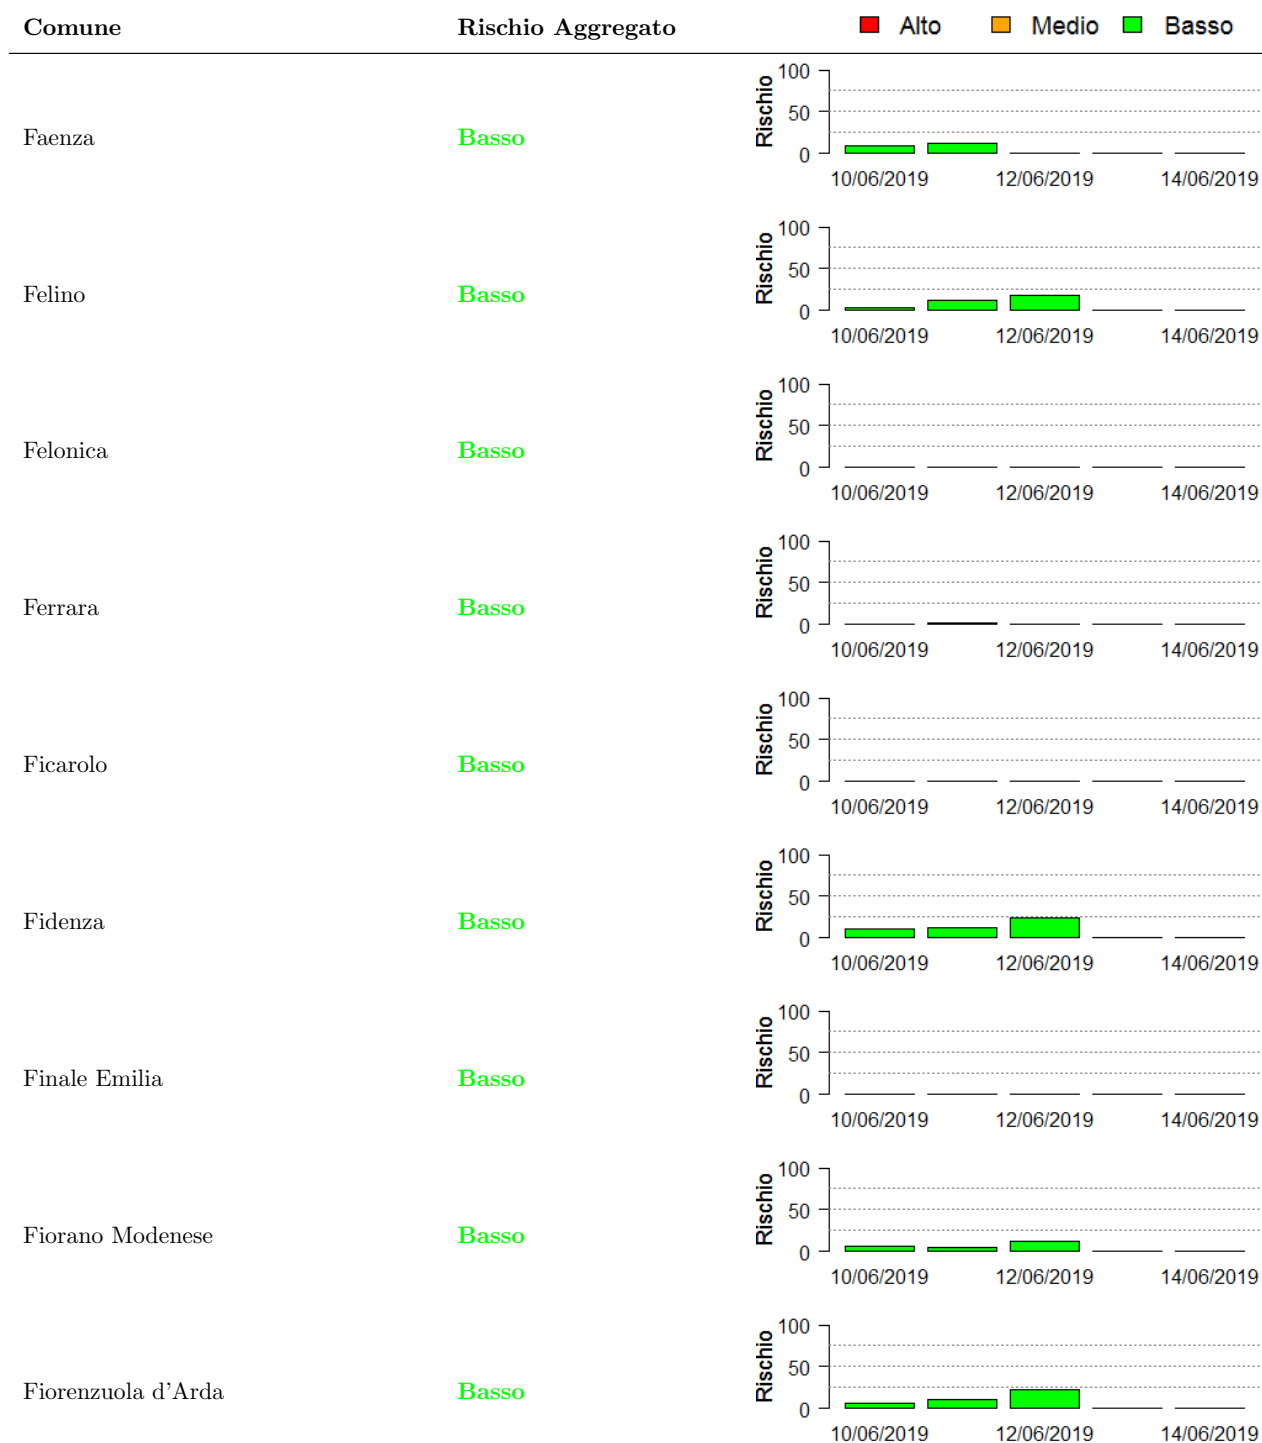 Comune Rischio Aggregato Alto Medio Basso
100
50
0
Rischio
Faenza Basso
10/06/2019 12/06/2019 14/06/2019
100
50
0
Rischio
Felino Basso
10/06/2019 12/06/2019 14/06/2019
100
50
0
Rischio
Felonica Basso
10/06/2019 12/06/2019 14/06/2019
100
50
0
Rischio
Ferrara Basso
10/06/2019 12/06/2019 14/06/2019
100
50
0
Rischio
Ficarolo Basso
10/06/2019 12/06/2019 14/06/2019
100
50
0
Rischio
Fidenza Basso
10/06/2019 12/06/2019 14/06/2019
100
50
0
Rischio
Finale Emilia Basso
10/06/2019 12/06/2019 14/06/2019
100
50
0
Rischio
Fiorano Modenese Basso
10/06/2019 12/06/2019 14/06/2019
100
50
0
Rischio
Fiorenzuola d'Arda Basso
10/06/2019 12/06/2019 14/06/2019